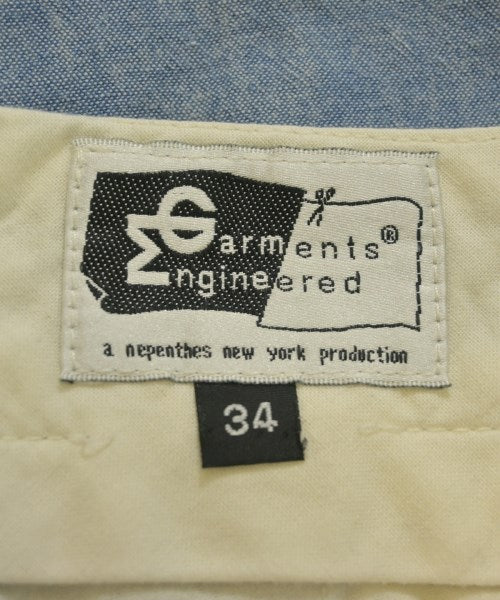 Garments®
Engineered
a nepenthes new york production
34